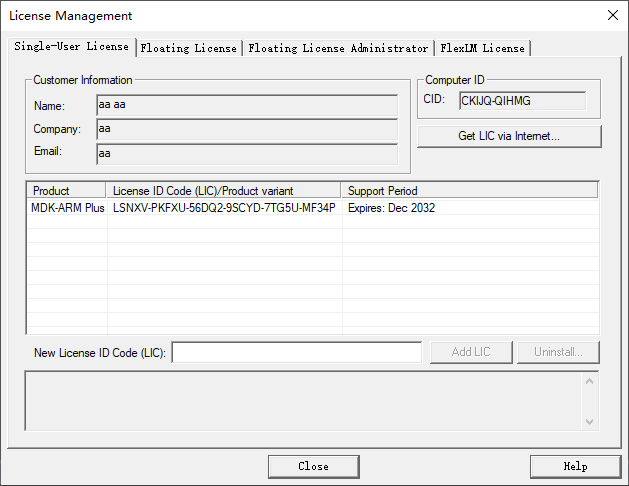 License Management
Single-User License Floating License Floating License Administrator FlexLM License
Customer Information
Name: aa aa
Company: aa
Email: aa
Computer ID
CID: CKIJQ-QIHMG
Get LIC via Internet...
Product License ID Code (LIC)/Product variant Support Period
MDK-ARM Plus LSNXV-PKFXU-56DQ2-9SCYD-7TG5U-MF34P Expires: Dec 2032
New License ID Code (LIC): Add LIC Uninstall...
Close Help